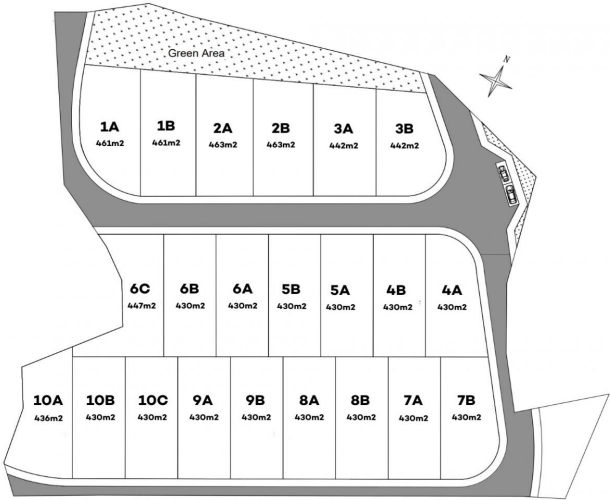 Green Area
N
1A
461m2
1B
461m2
2A
463m2
2B
463m2
3A
442m2
3B
442m2
6C
447m2
6B
430m2
6A
430m2
5B
430m2
5A
430m2
4B
430m2
4A
430m2
10A
436m2
10B
430m2
10C
430m2
9A
430m2
9B
430m2
8A
430m2
8B
430m2
7A
430m2
7B
430m2